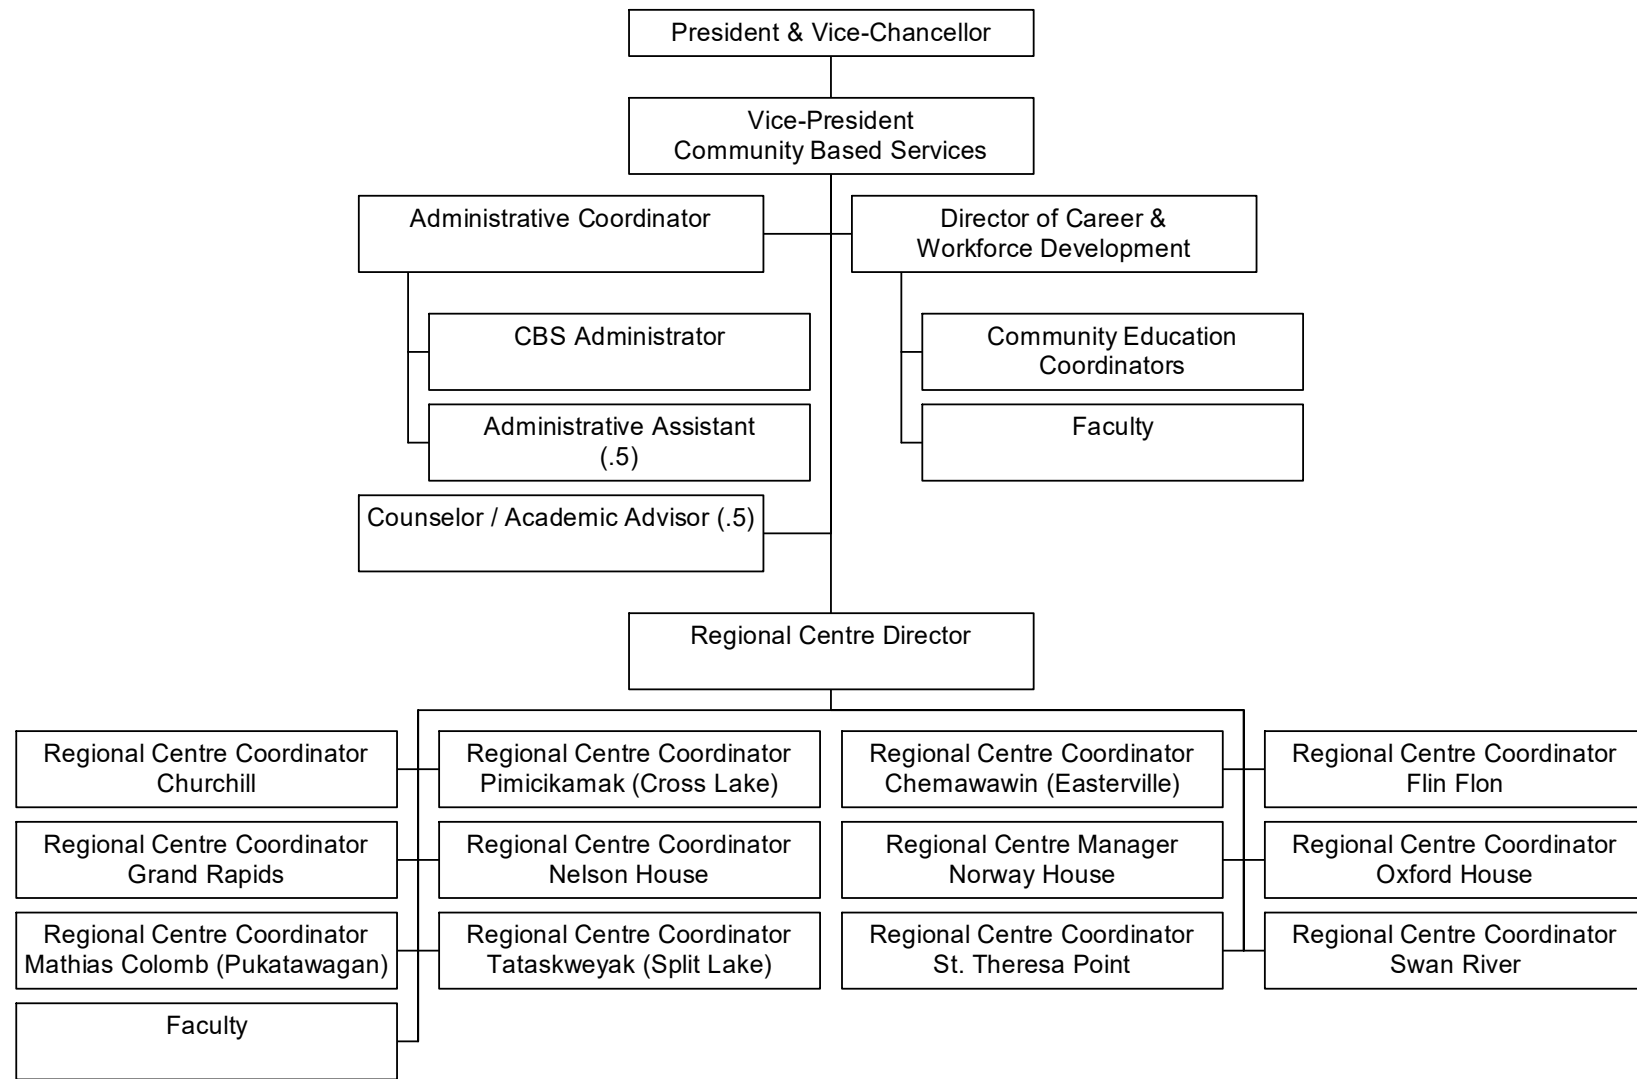 President & Vice-Chancellor
Vice-President
Community Based Services
Administrative Coordinator
Director of Career &
Workforce Development
CBS Administrator
Community Education
Coordinators
Administrative Assistant
(.5)
Faculty
Counselor / Academic Advisor (.5)
Regional Centre Director
Regional Centre Coordinator
Churchill
Regional Centre Coordinator
Pimicikamak (Cross Lake)
Regional Centre Coordinator
Chemawawin (Easterville)
Regional Centre Coordinator
Flin Flon
Regional Centre Coordinator
Grand Rapids
Regional Centre Coordinator
Nelson House
Regional Centre Manager
Norway House
Regional Centre Coordinator
Oxford House
Regional Centre Coordinator
Mathias Colomb (Pukatawagan)
Regional Centre Coordinator
Tataskweyak (Split Lake)
Regional Centre Coordinator
St. Theresa Point
Regional Centre Coordinator
Swan River
Faculty